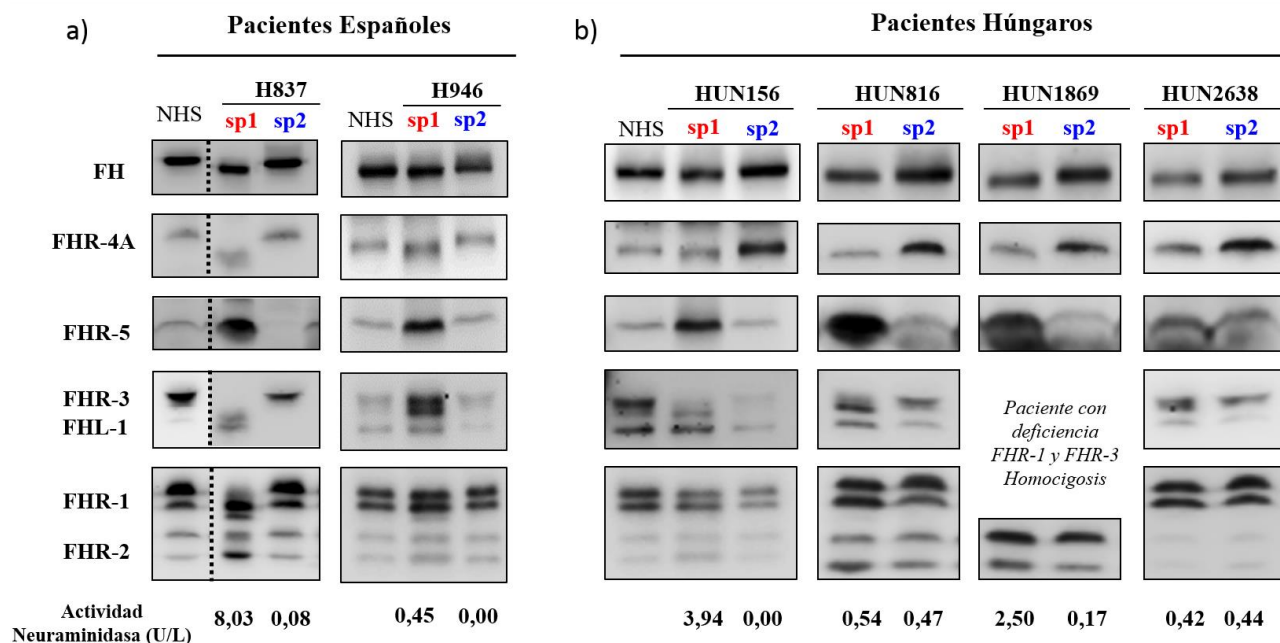 a)
Pacientes Españoles
b)
Pacientes Húngaros
H837
H946
HUN156
HUN816
HUN1869
HUN2638
NHS
sp1
sp2
NHS
sp1
sp2
NHS
sp1
sp2
sp1
sp2
sp1
sp2
sp1
sp2
FH
FHR-4A
FHR-5
FHR-3
FHL-1
Paciente con
deficiencia
FHR-1 y FHR-3
Homocigosis
FHR-1
FHR-2
Actividad
Neuraminidasa (U/L)
8,03 0,08 0,45 0,00 3,94 0,00 0,54 0,47 2,50 0,17 0,42 0,44